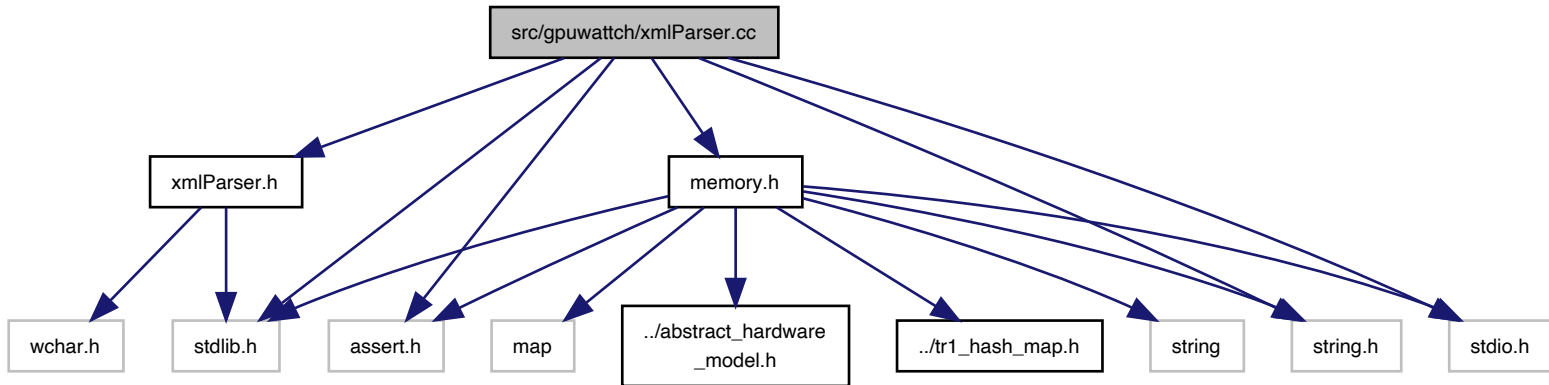 src/gpuwattch/xmlParser.cc
xmlParser.h
memory.h
wchar.h
stdlib.h
assert.h
map
../abstract_hardware
_model.h
../tr1_hash_map.h
string
string.h
stdio.h